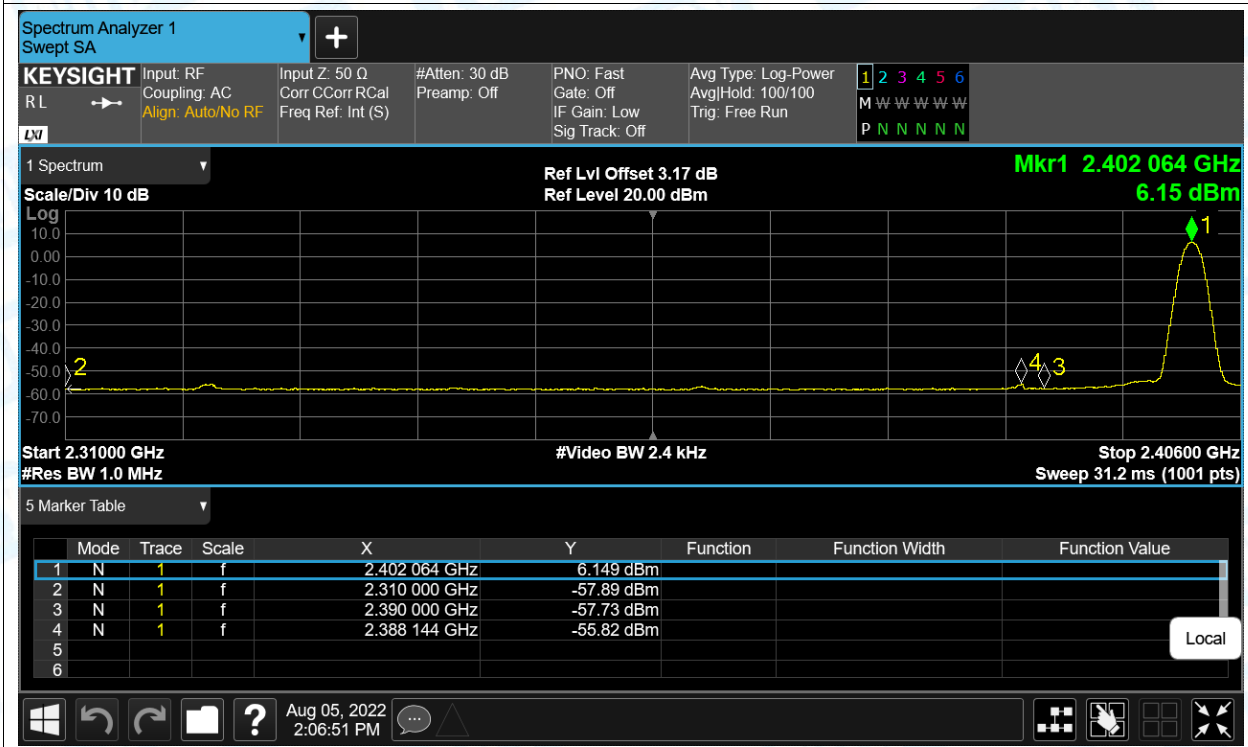 Spectrum Analyzer 1
Swept SA
+
KEYSIGHT Input: RF Input Z: 50 Ω #Atten: 30 dB PNO: Fast Avg Type: Log-Power 1 2 3 4 5 6
R L Coupling: AC Corr CCorr RCal Preamp: Off Gate: Off Avg|Hold: 100/100 M W W W W W W
Align: Auto/No RF Freq Ref: Int (S) IF Gain: Low Trig: Free Run
LXI Sig Track: Off P N N N N N
1 Spectrum Ref Lvl Offset 3.17 dB Mkr1 2.402 064 GHz
Scale/Div 10 dB Ref Level 20.00 dBm 6.15 dBm
Log
1
10.0
0.00
-10.0
-20.0
-30.0
-40.0
2 4 3
-50.0
-60.0
-70.0
Start 2.31000 GHz #Video BW 2.4 kHz Stop 2.40600 GHz
#Res BW 1.0 MHz Sweep 31.2 ms (1001 pts)
5 Marker Table
Mode Trace Scale X Y Function Function Width Function Value
1 N 1 f 2.402 064 GHz 6.149 dBm
2 N 1 f 2.310 000 GHz -57.89 dBm
3 N 1 f 2.390 000 GHz -57.73 dBm
4 N 1 f 2.388 144 GHz -55.82 dBm
5
6
Local
? Aug 05, 2022
2:06:51 PM